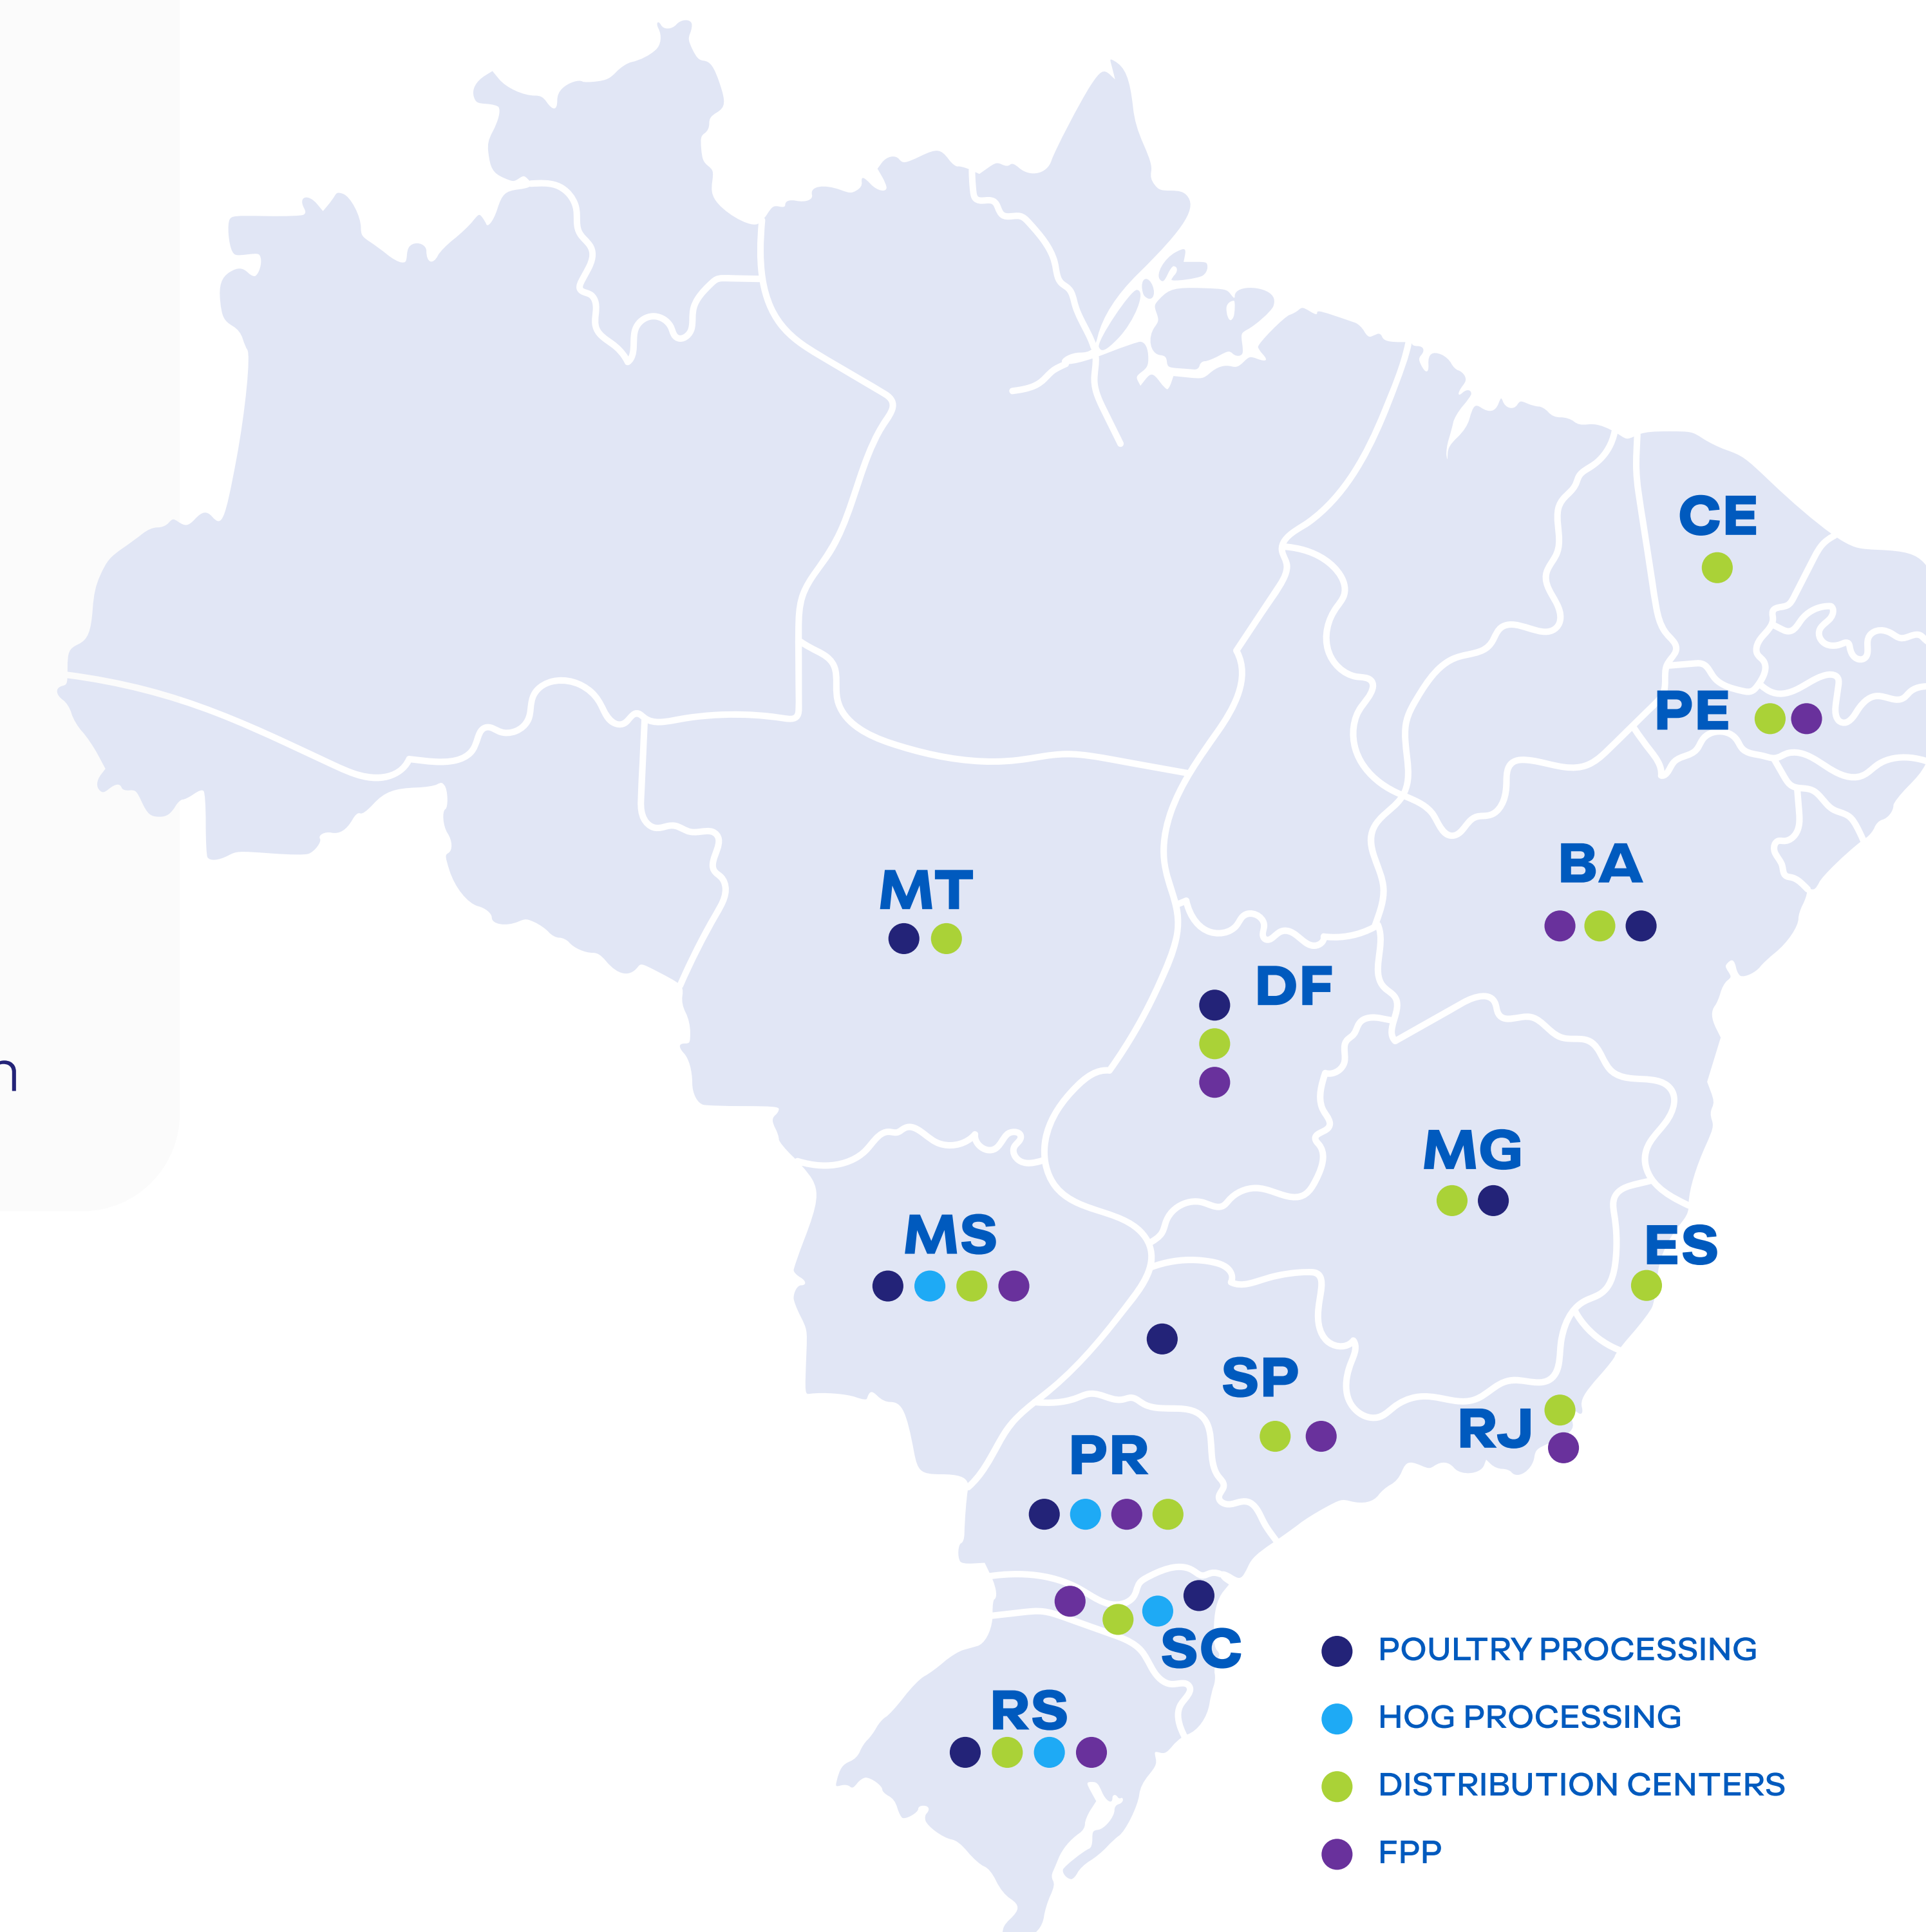 CE
PE
BA
MT
DF
n
MG
MS
ES
SP
RJ
PR
SC
RS
POULTRY PROCESSING
HOG PROCESSING
DISTRIBUTION CENTERS
FPP